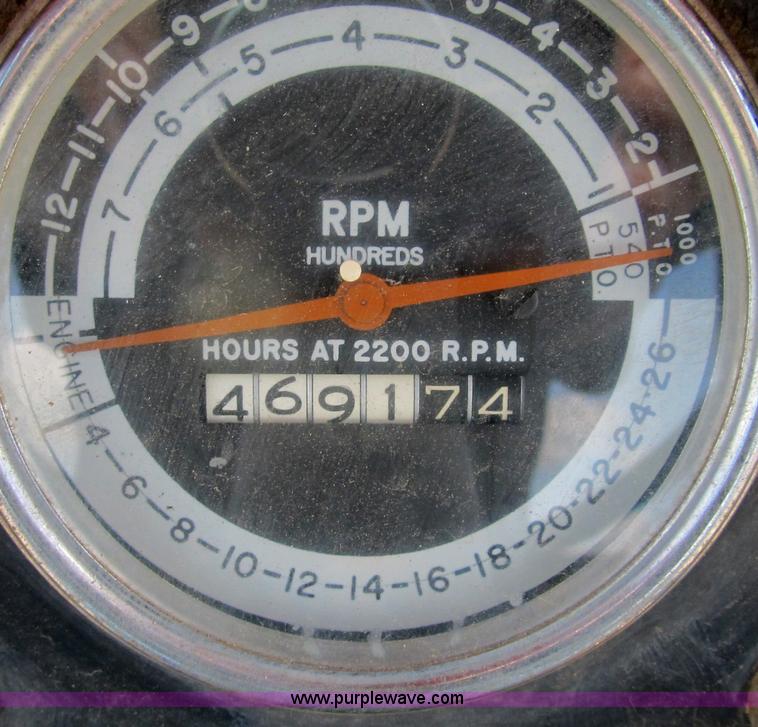 12 11 10 9 8 5 4 3 2
7 6 5 4 3 2 1
1000 P.T.O.
540 P.T.O.
RPM
HUNDREDS
ENGINE
HOURS AT 2200 R.P.M.
469174
4 6 8 10 12 14 16 18 20 22 24 26
www.purplewave.com